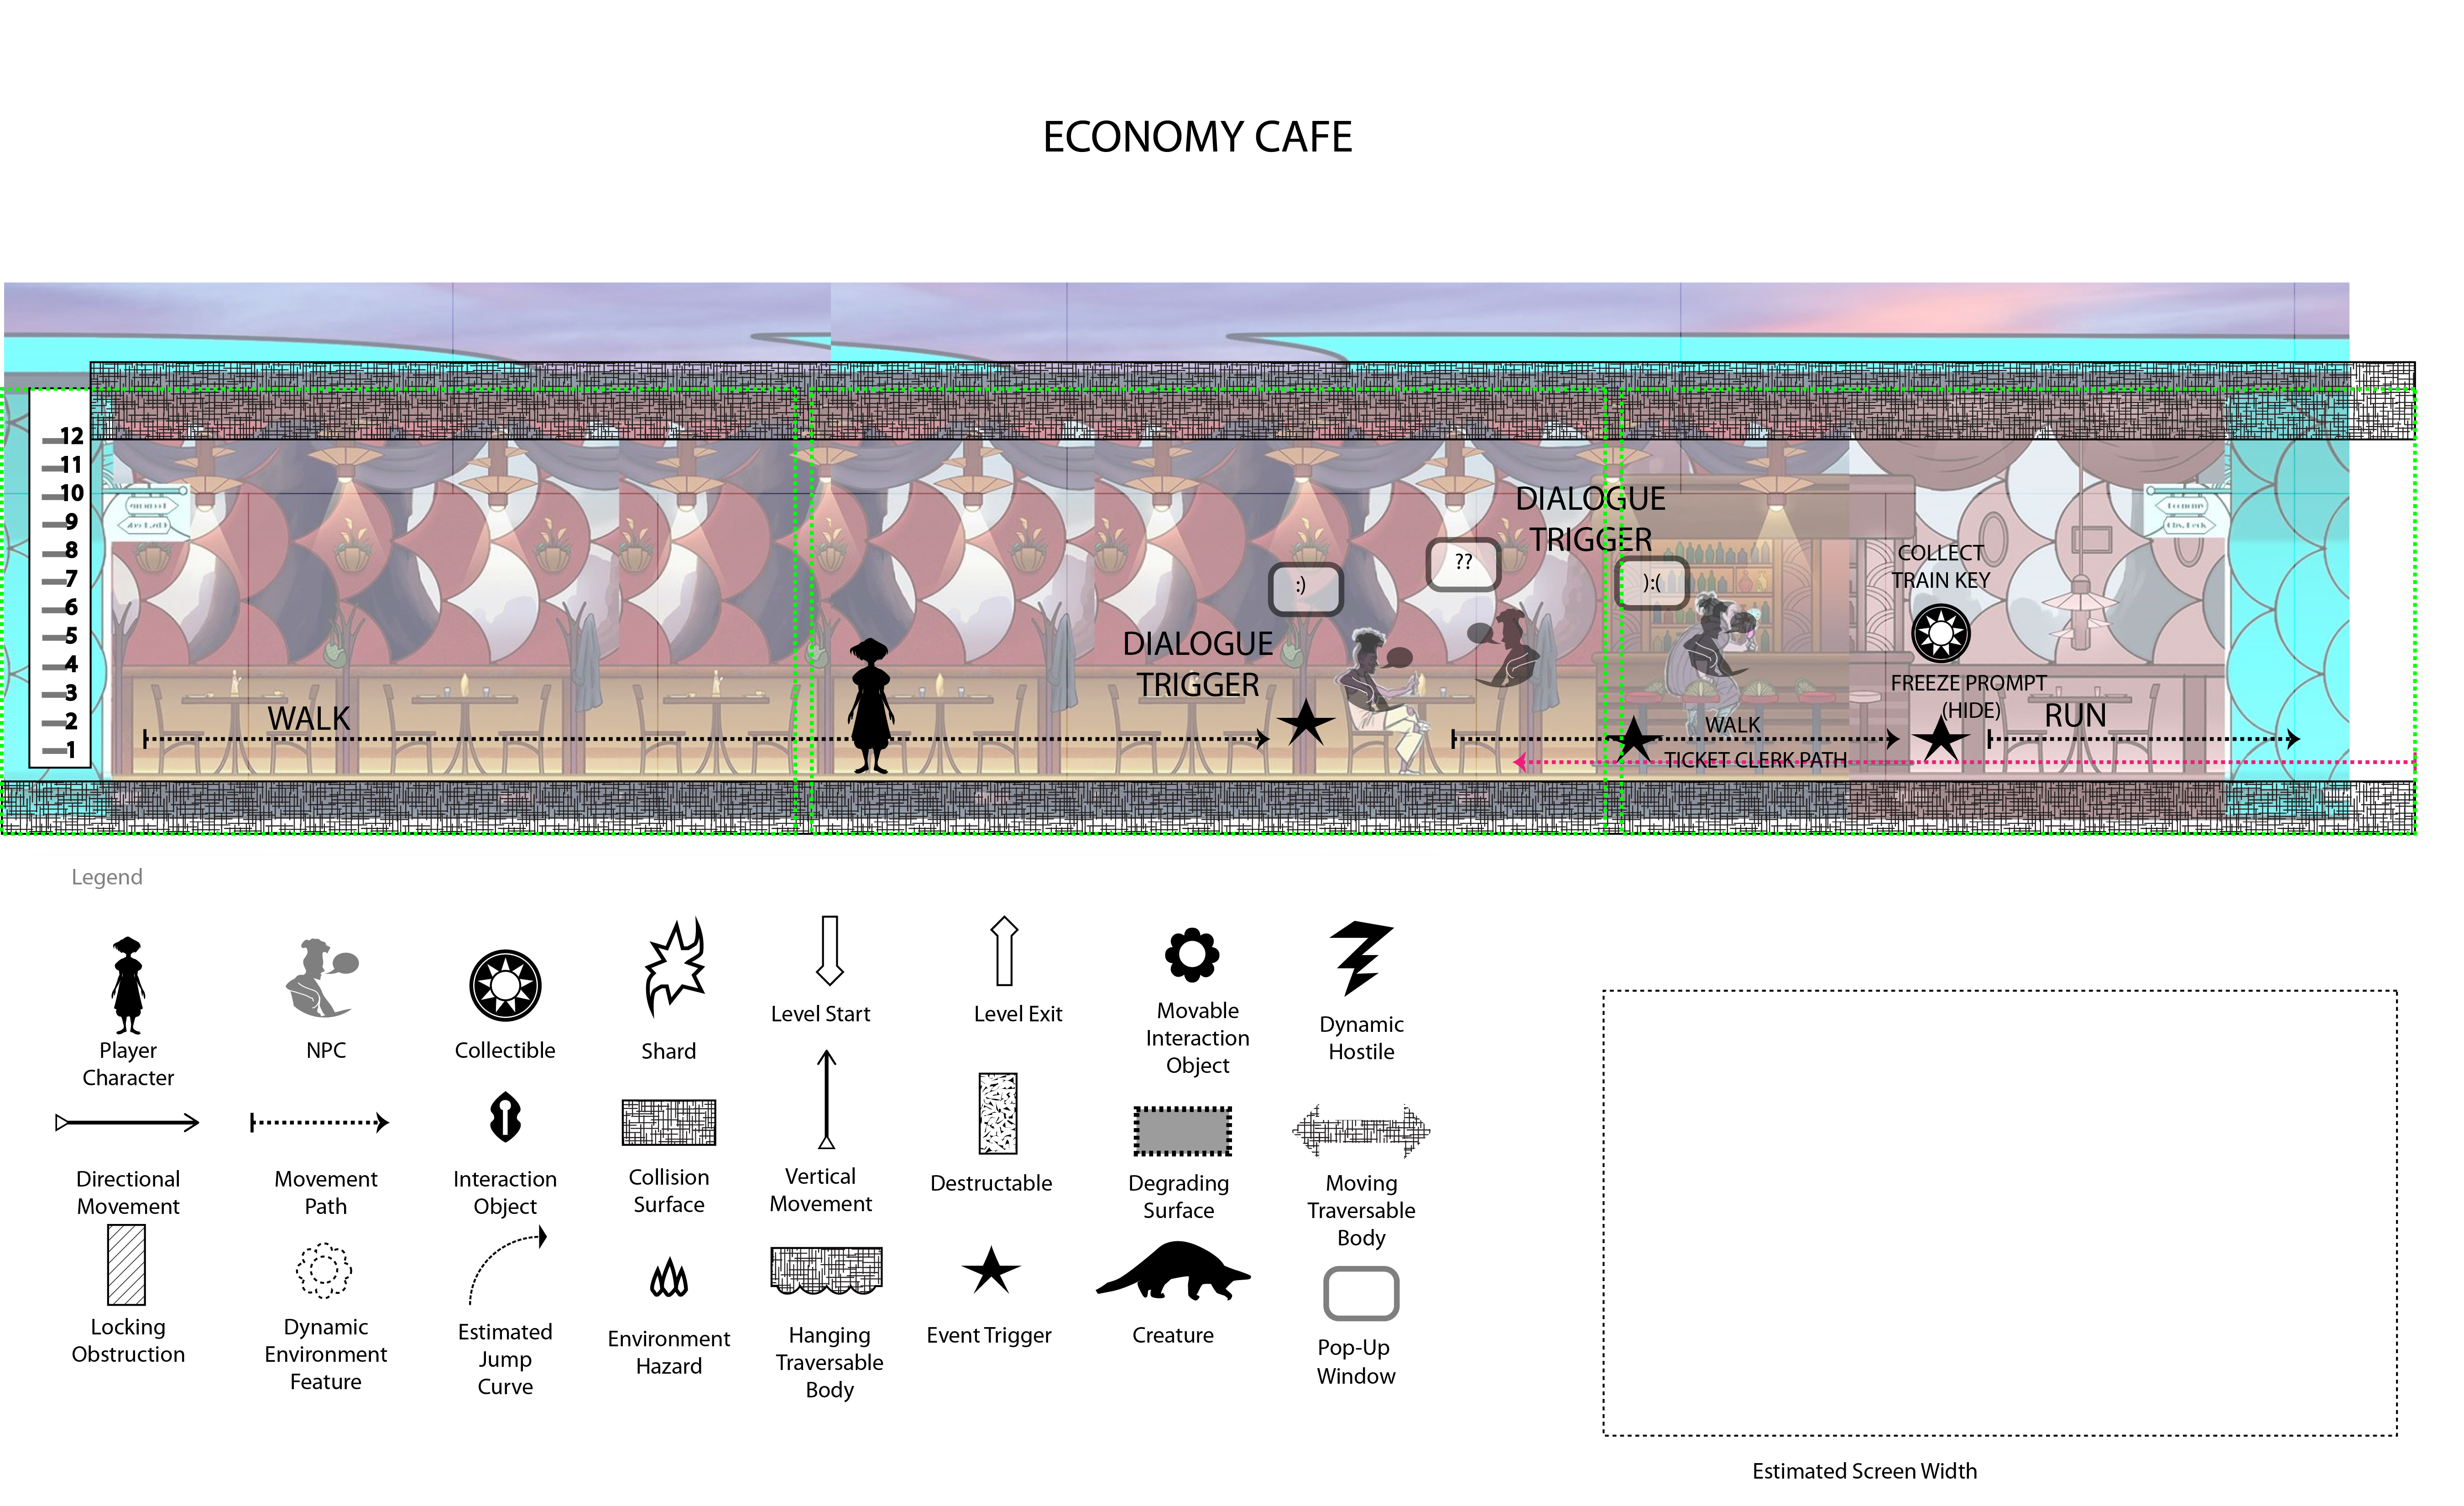 ECONOMY CAFE
12
11
10
9
8
7
6
5
4
3
2
1
WALK
DIALOGUE
TRIGGER
:)
??
DIALOGUE
TRIGGER
):(
WALK
TICKET CLERK PATH
COLLECT
TRAIN KEY
FREEZE PROMPT
(HIDE)
RUN
Economy
Obs. Deck
Legend
Player
Character
NPC
Collectible
Shard
Level Start
Level Exit
Movable
Interaction
Object
Dynamic
Hostile
Directional
Movement
Movement
Path
Interaction
Object
Collision
Surface
Vertical
Movement
Destructable
Degrading
Surface
Moving
Traversable
Body
Locking
Obstruction
Dynamic
Environment
Feature
Estimated
Jump
Curve
Environment
Hazard
Hanging
Traversable
Body
Event Trigger
Creature
Pop-Up
Window
Estimated Screen Width